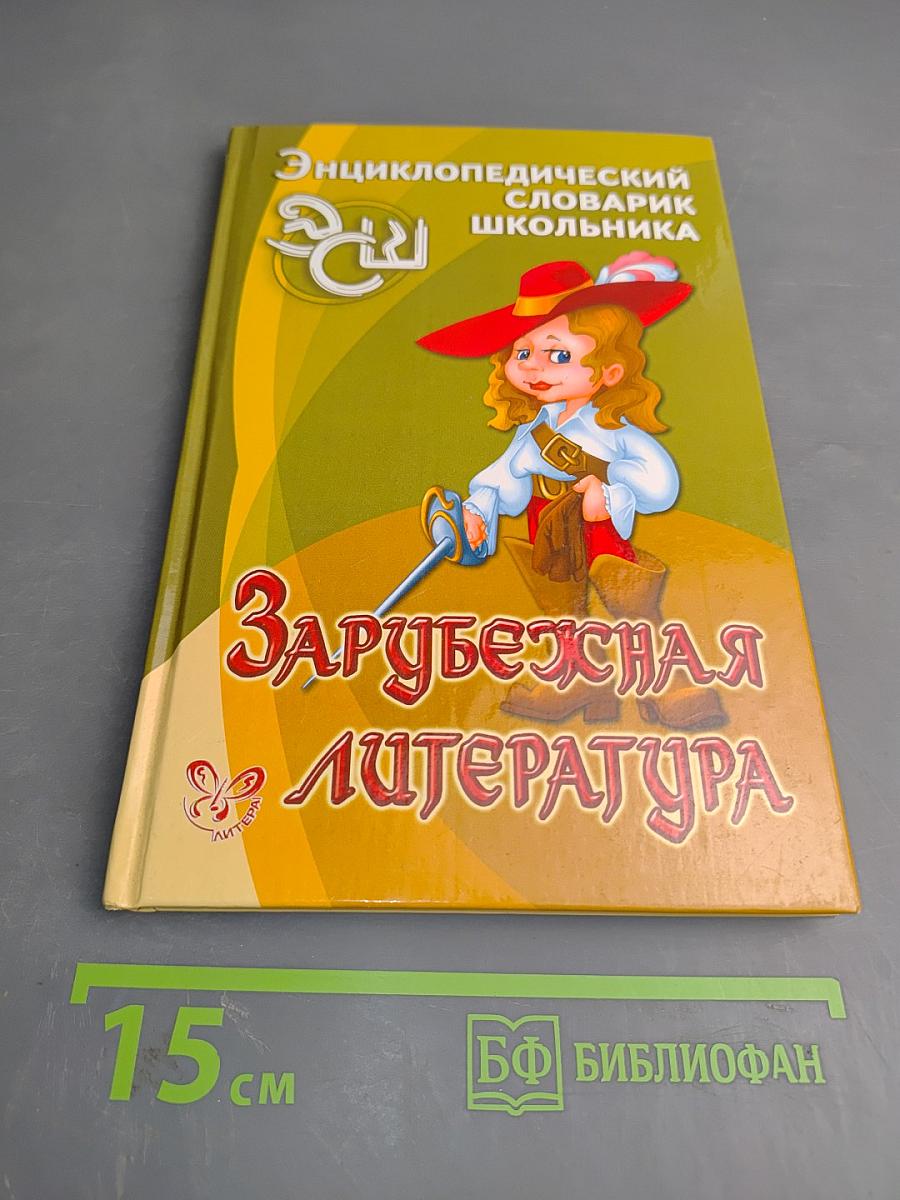 Энциклопедический
словарик
школьника
ЭСШ
Зарубежная
литература
ЛИТЕРА
15 см
БФ БИБЛИОФАН